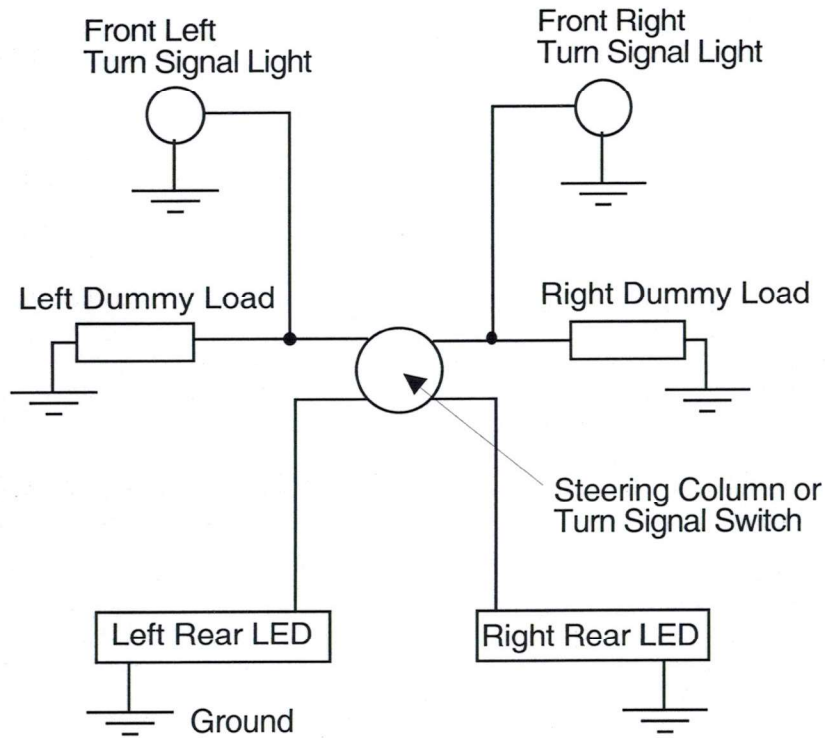 Front Left
Turn Signal Light
Front Right
Turn Signal Light
Left Dummy Load
Right Dummy Load
Steering Column or
Turn Signal Switch
Left Rear LED
Right Rear LED
Ground